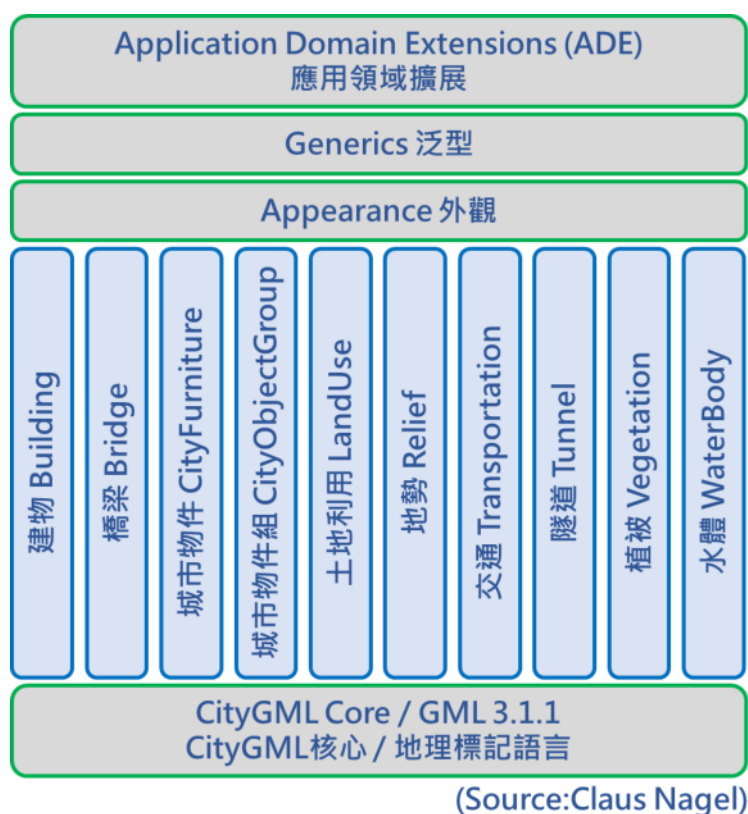 Application Domain Extensions (ADE)
應用領域擴展
Generics 泛型
Appearance 外觀
建物 Building
橋梁 Bridge
城市物件 CityFurniture
城市物件組 CityObjectGroup
土地利用 LandUse
地勢 Relief
交通 Transportation
隧道 Tunnel
植被 Vegetation
水體 WaterBody
CityGML Core / GML 3.1.1
CityGML核心 / 地理標記語言
(Source:Claus Nagel)